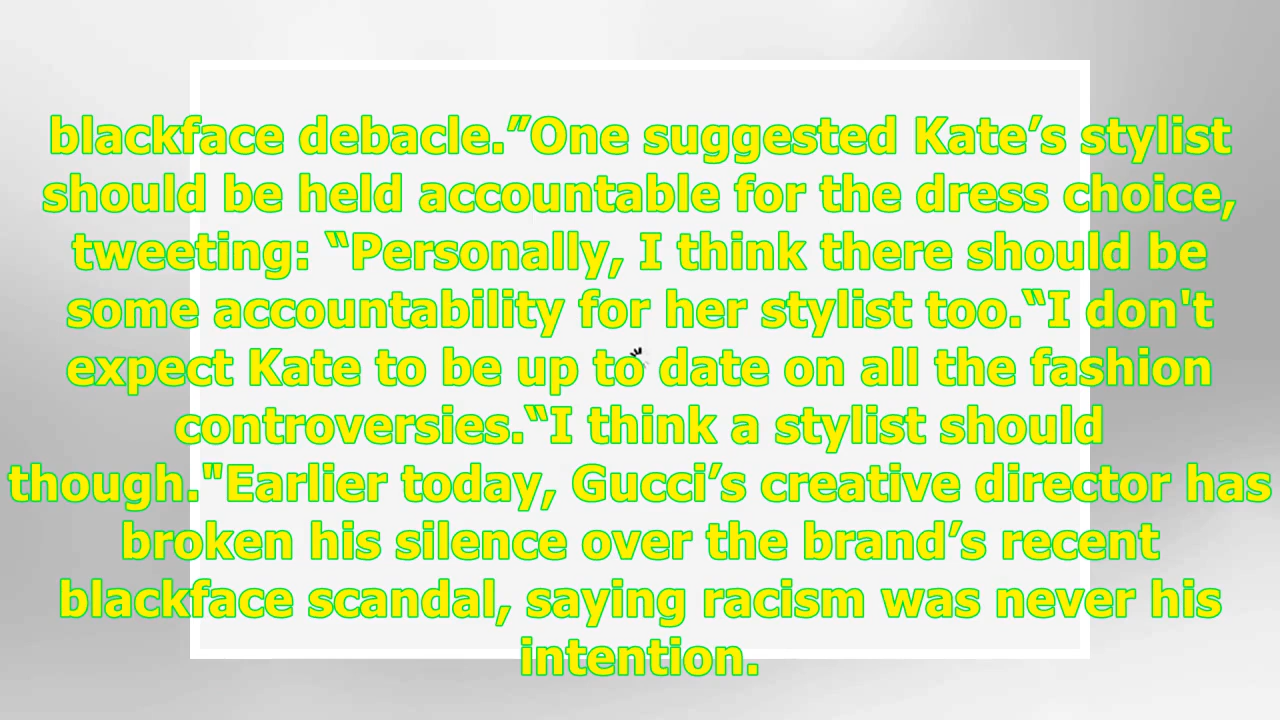 blackface debacle.”One suggested Kate’s stylist
should be held accountable for the dress choice,
tweeting: “Personally, I think there should be
some accountability for her stylist too.“I don't
expect Kate to be up to date on all the fashion
controversies.“I think a stylist should
though."Earlier today, Gucci’s creative director has
broken his silence over the brand’s recent
blackface scandal, saying racism was never his
intention.